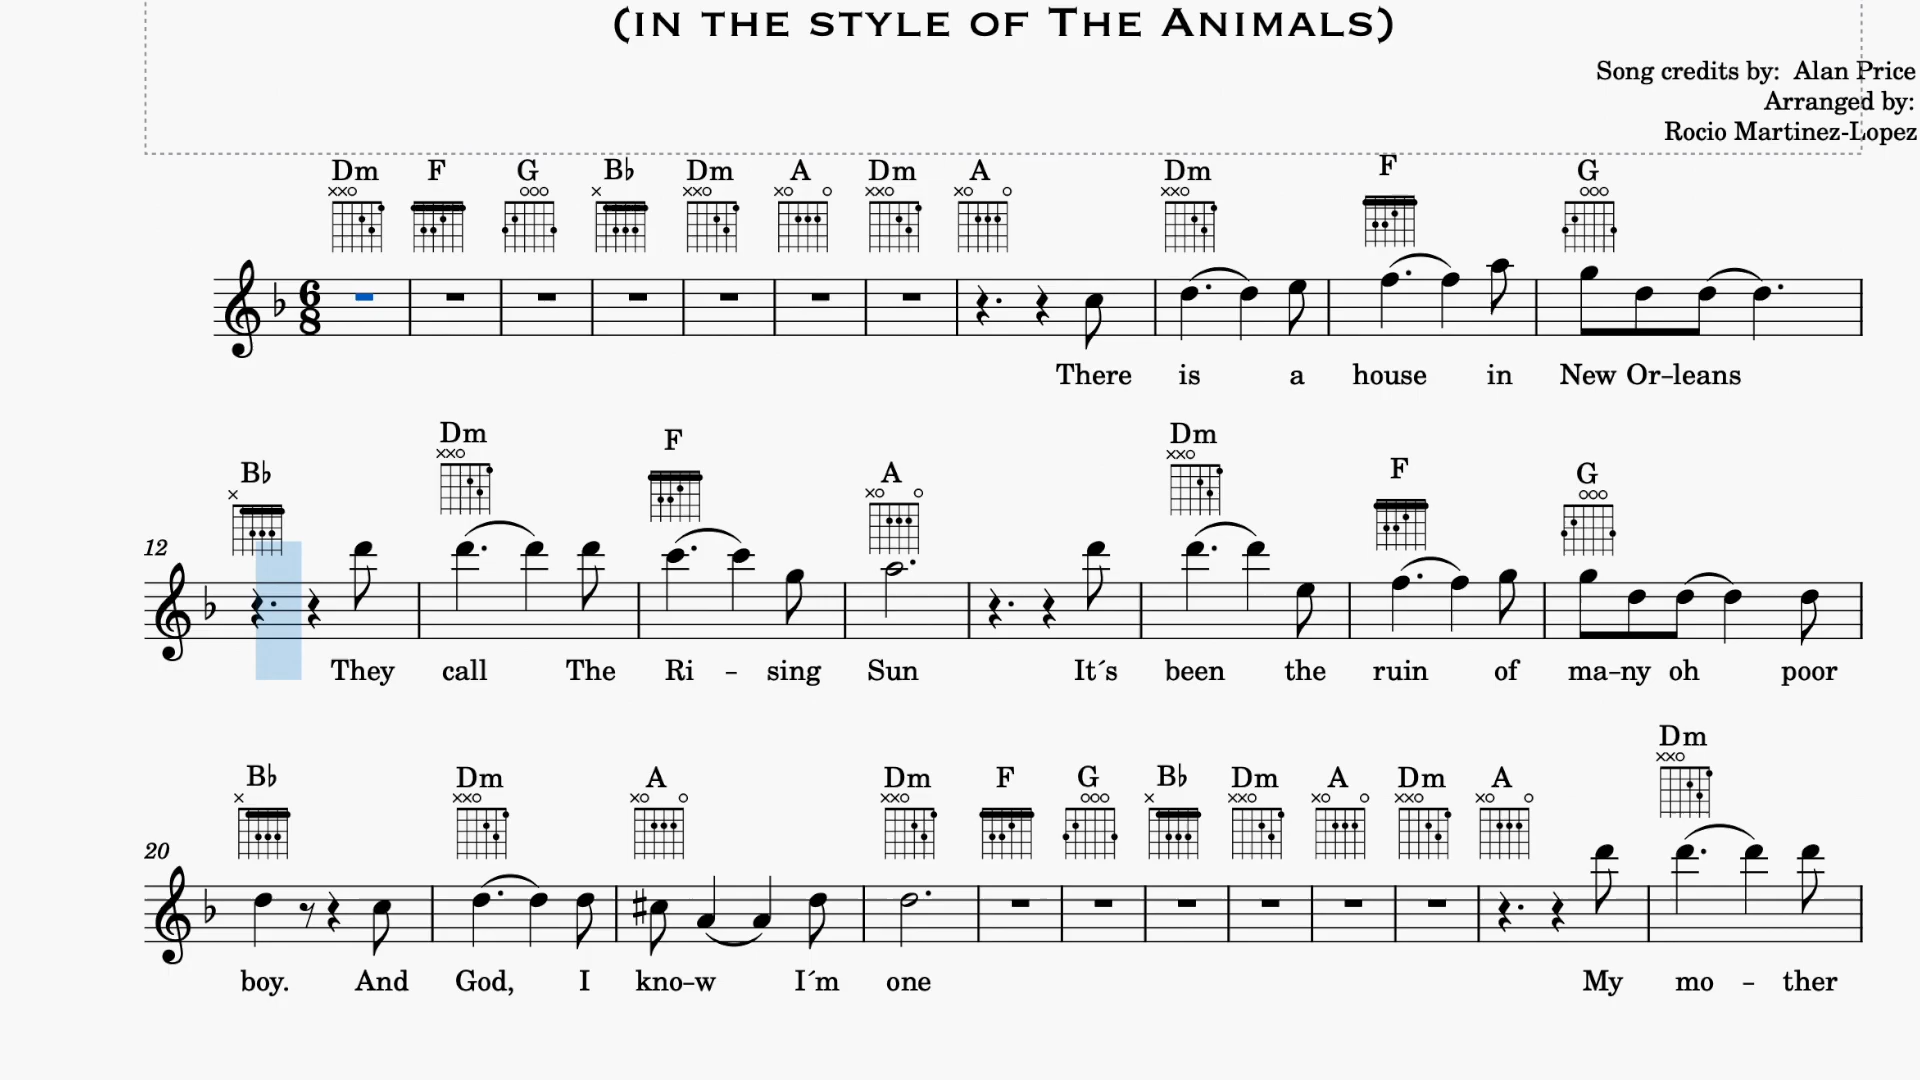 (IN THE STYLE OF THE ANIMALS)
Song credits by: Alan Price
Arranged by:
Rocio Martinez-Lopez
Dm F G B♭ Dm A Dm A Dm F G
6
8
There is a house in New Or-leans
B♭ Dm F A Dm F G
12
They call The Ri - sing Sun It´s been the ruin of ma-ny oh poor
B♭ Dm A Dm F G B♭ Dm A Dm A Dm
20
boy. And God, I kno-w I´m one My mo - ther